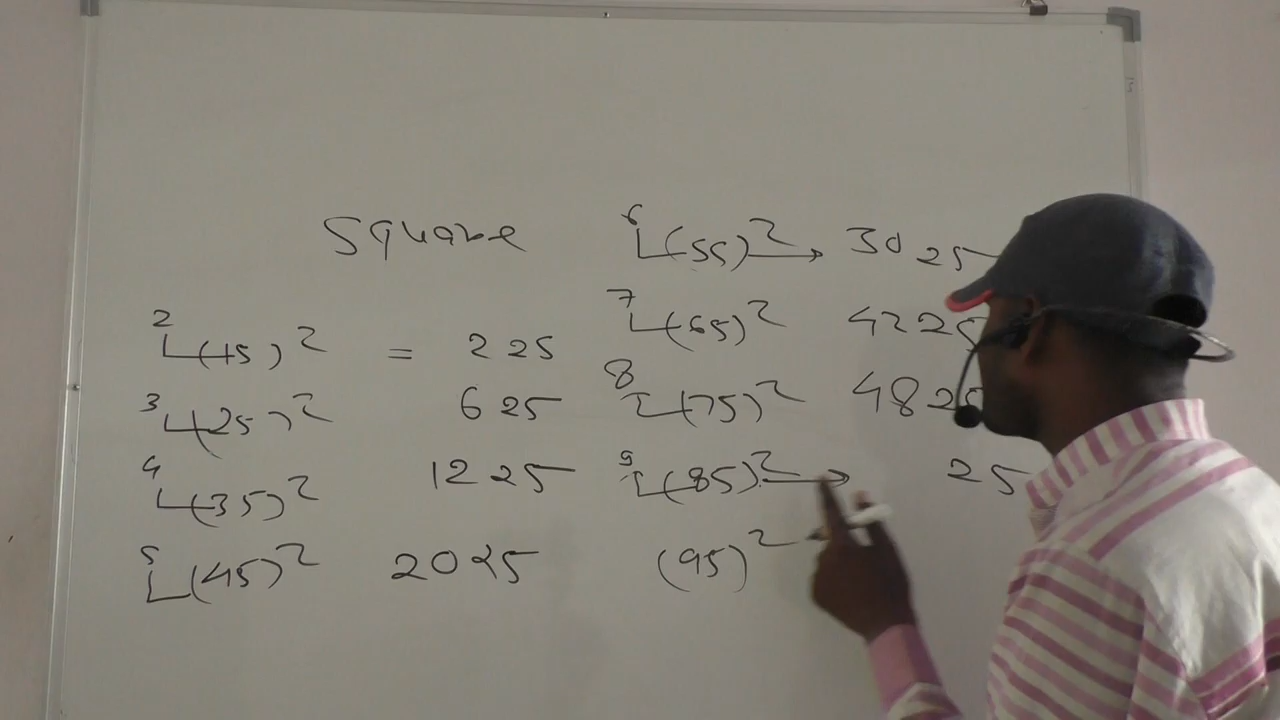 Square
2 (15)² = 225
3 (25)² 625
4 (35)² 1225
5 (45)² 2025
6 (55)² → 3025
7 (65)² 4225
8 (75)² 4825
9 (85)² → 25
(95)²